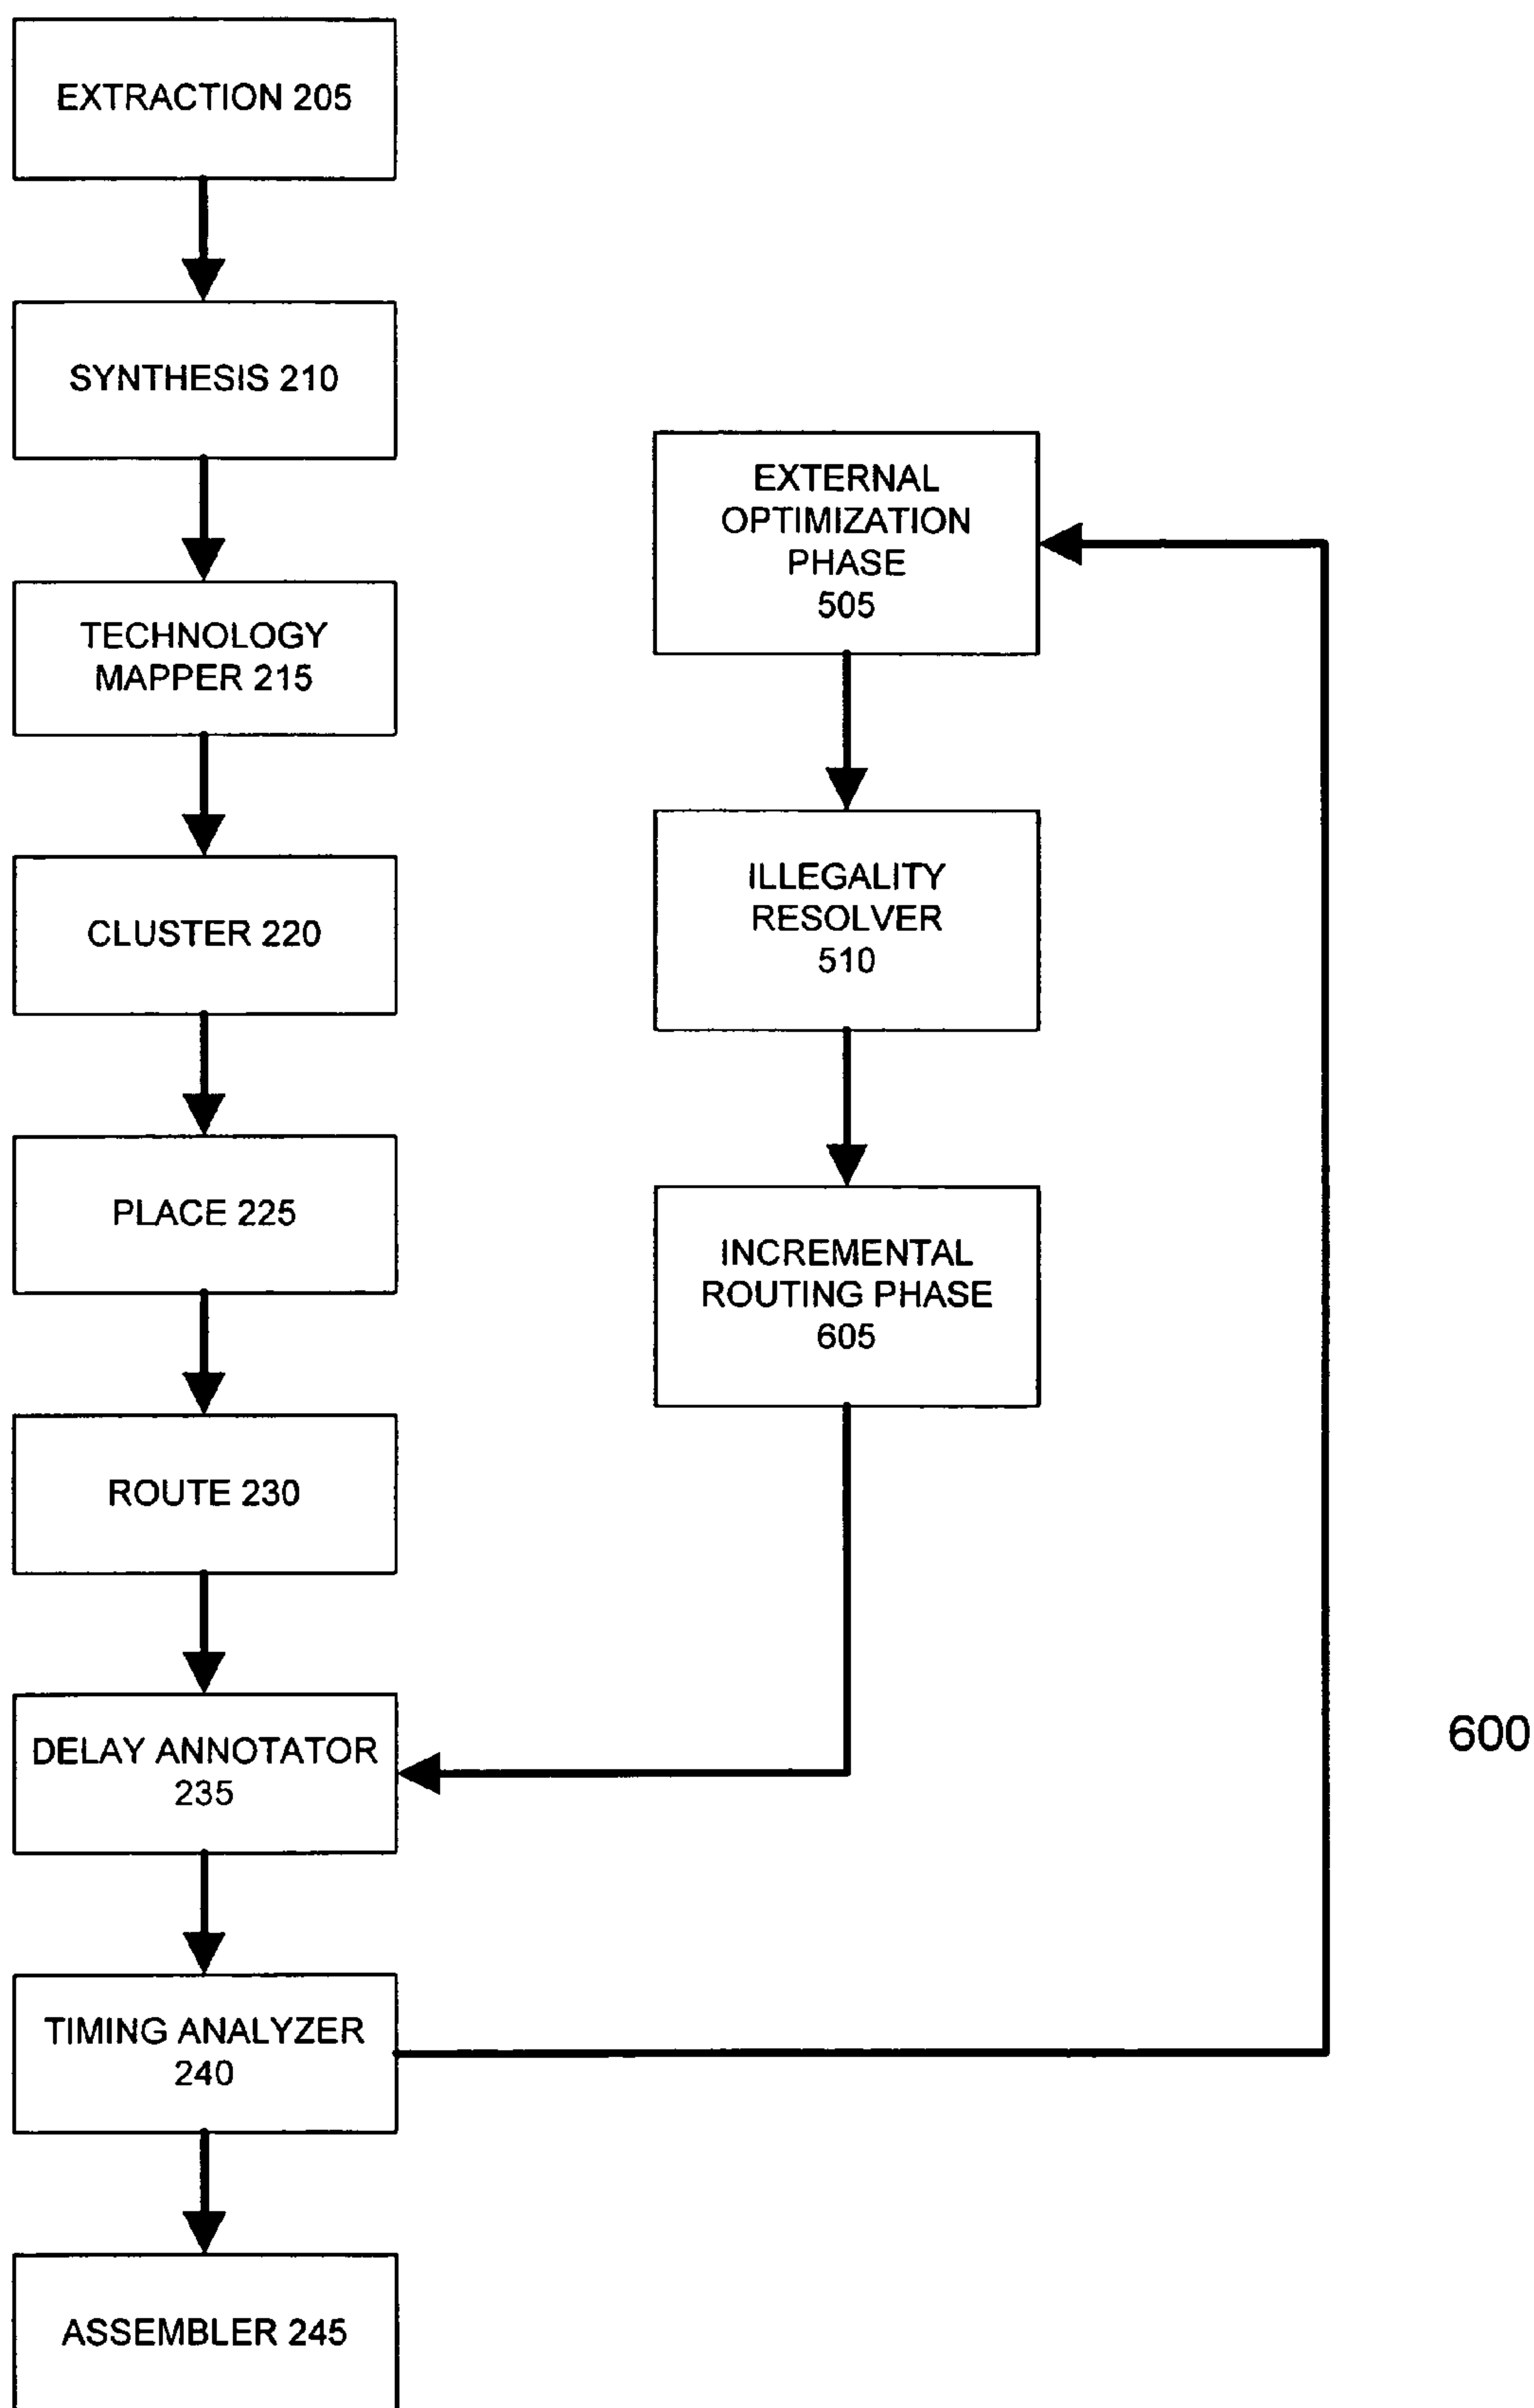 EXTRACTION 205
SYNTHESIS 210
TECHNOLOGY
MAPPER 215
CLUSTER 220
PLACE 225
ROUTE 230
DELAY ANNOTATOR
235
TIMING ANALYZER
240
ASSEMBLER 245
EXTERNAL
OPTIMIZATION
PHASE
505
ILLEGALITY
RESOLVER
510
INCREMENTAL
ROUTING PHASE
605
600